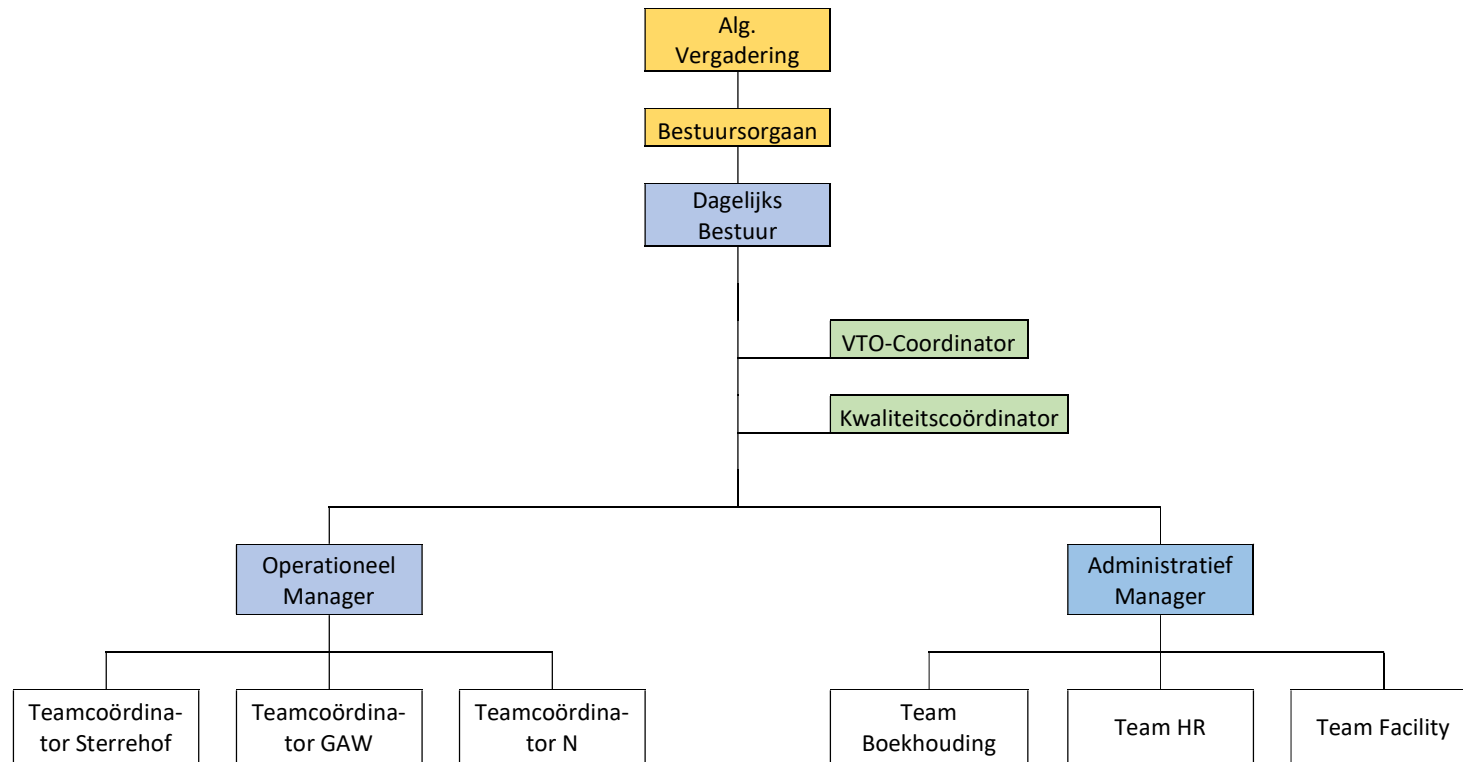 Alg.
Vergadering
Bestuursorgaan
Dagelijks
Bestuur
VTO-Coordinator
Kwaliteitscoördinator
Operationeel
Manager
Administratief
Manager
Teamcoördina-
tor Sterrehof
Teamcoördina-
tor GAW
Teamcoördina-
tor N
Team
Boekhouding
Team HR
Team Facility